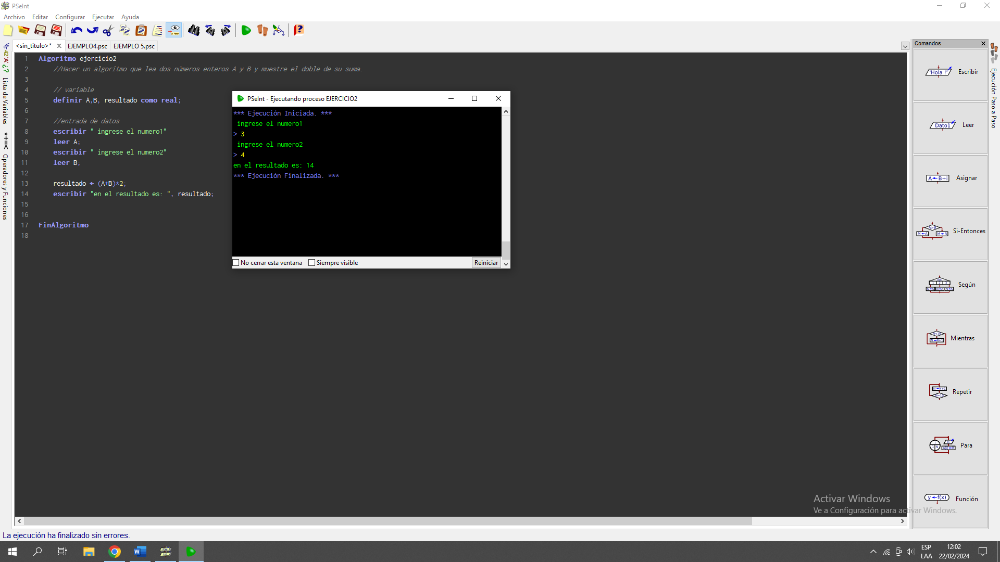 PSeInt
Archivo Editar Configurar Ejecutar Ayuda
<sin_titulo>* EJEMPLO4.psc EJEMPLO 5.psc
Lista de Variables
*+=< Operadores y Funciones
1 Algoritmo ejercicio2
2 //Hacer un algoritmo que lea dos números enteros A y B y muestre el doble de su suma.
3
4 // variable
5 definir A,B, resultado como real;
6
7 //entrada de datos
8 escribir " ingrese el numero1"
9 leer A;
10 escribir " ingrese el numero2"
11 leer B;
12
13 resultado ← (A+B)*2;
14 escribir "en el resultado es: ", resultado;
15
16
17 FinAlgoritmo
18
PSeInt - Ejecutando proceso EJERCICIO2
*** Ejecución Iniciada. ***
ingrese el numero1
> 3
ingrese el numero2
> 4
en el resultado es: 14
*** Ejecución Finalizada. ***
No cerrar esta ventana Siempre visible Reiniciar
Comandos
'Hola !' Escribir
Dato1 Leer
A←B+i Asignar
A>B Si-Entonces
Según
Mientras
Repetir
Para
y←f(x) Función
Ejecución Paso a Paso
Activar Windows
Ve a Configuración para activar Windows.
La ejecución ha finalizado sin errores.
ESP
LAA
12:02
22/02/2024